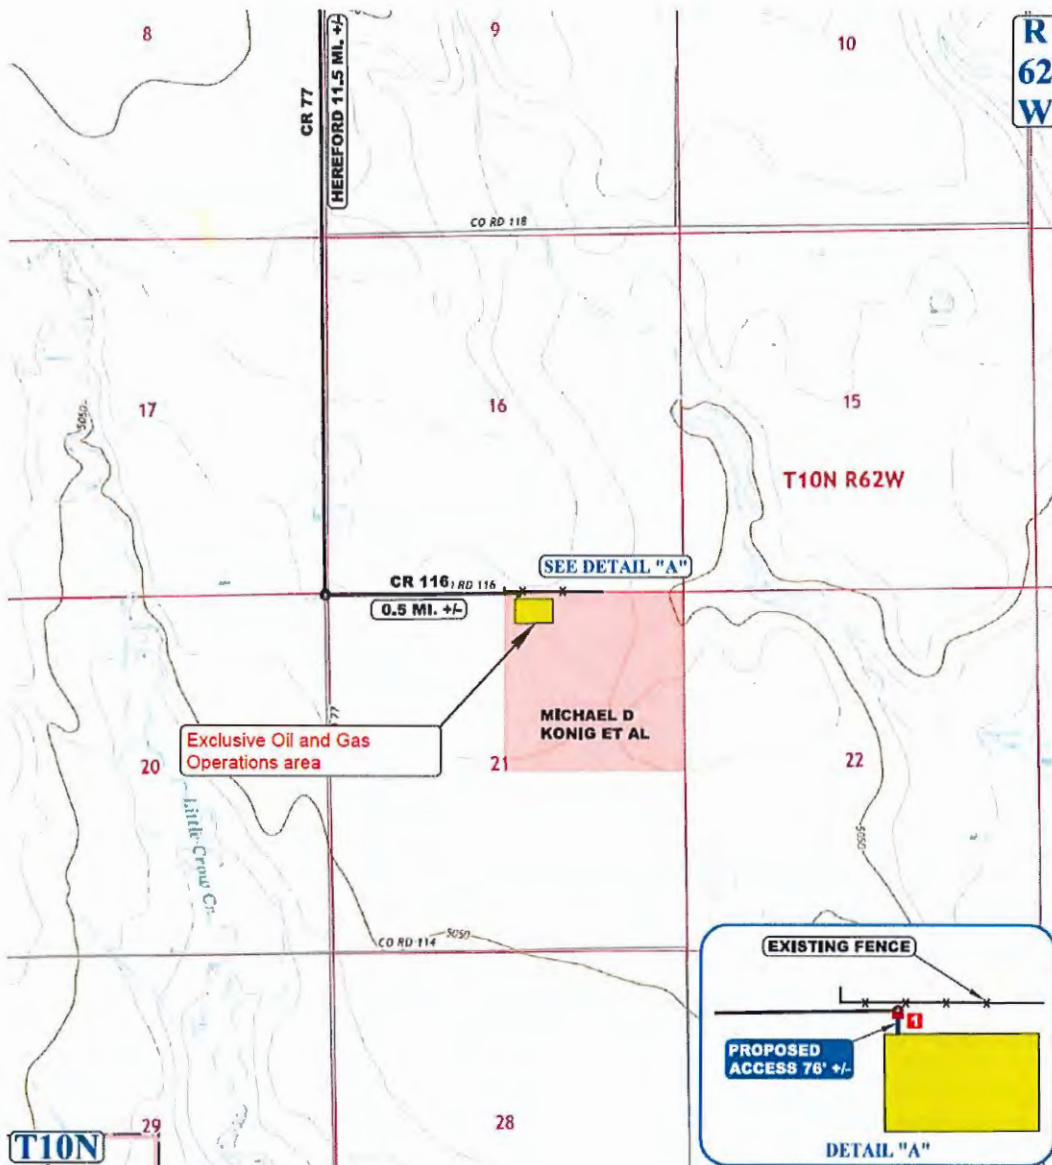 8
9
10
R
62
W
CR 77
HEREFORD 11.5 MI. +/-
CO RD 118
17
16
15
5050
T10N R62W
SEE DETAIL "A"
CR 116
RD 116
0.5 MI. +/-
77
MICHAEL D
KONIG ET AL
Exclusive Oil and Gas
Operations area
20
21
22
Little Crow Cr
5050
CO RD 114
5050
EXISTING FENCE
1
PROPOSED
ACCESS 76' +/-
DETAIL "A"
29
28
T10N